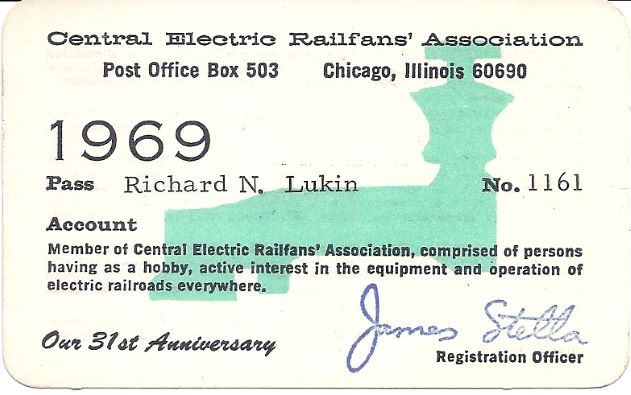 Central Electric Railfans' Association
Post Office Box 503 Chicago, Illinois 60690
1969
Pass Richard N. Lukin No. 1161
Account
Member of Central Electric Railfans' Association, comprised of persons
having as a hobby, active interest in the equipment and operation of
electric railroads everywhere.
Our 31st Anniversary
James Stella
Registration Officer